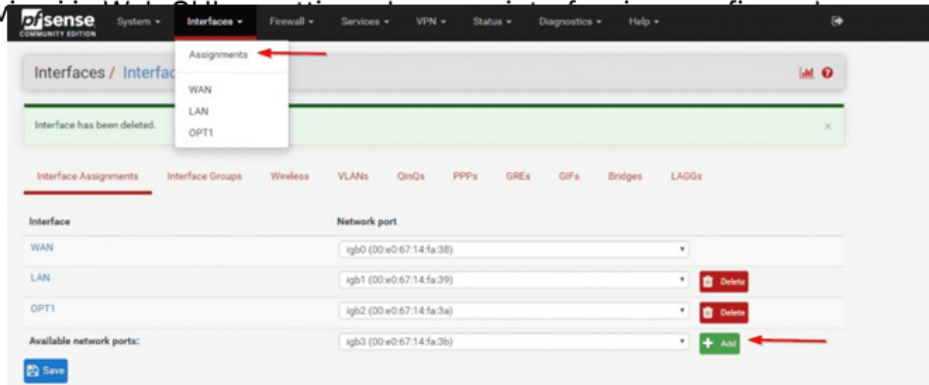 pfsense
COMMUNITY EDITION
System Interfaces Firewall Services VPN Status Diagnostics Help
Assignments
Interfaces /
WAN
LAN
Interface has been deleted. ×
OPT1
Interface Assignments Interface Groups Wireless VLANs QinQs PPPs GREs GIFs Bridges LAGGs
Interface Network port
WAN igb0 (00:e0:67:14:fa:38)
LAN igb1 (00:e0:67:14:fa:39) Delete
OPT1 igb2 (00:e0:67:14:fa:3a) Delete
Available network ports: igb3 (00:e0:67:14:fa:3b) + Add
Save